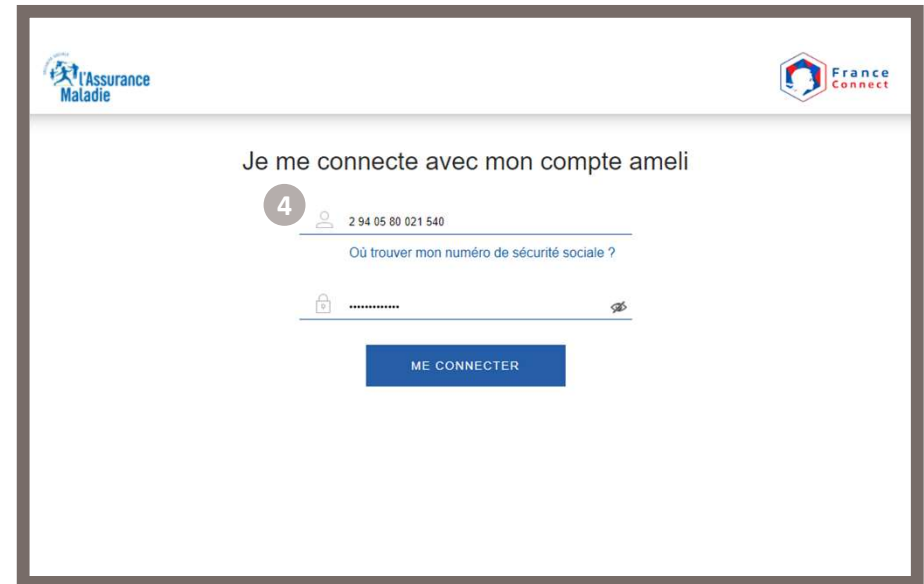 l'Assurance
Maladie
France
Connect
Je me connecte avec mon compte ameli
4
2 94 05 80 021 540
Où trouver mon numéro de sécurité sociale ?
•••••••••••••
ME CONNECTER